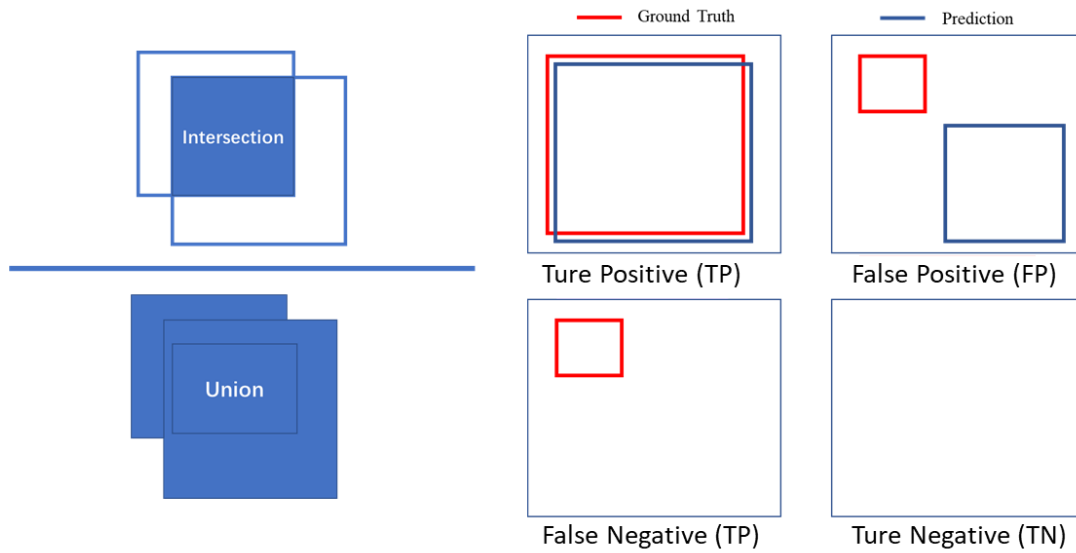 Ground Truth
Prediction
Intersection
Ture Positive (TP)
False Positive (FP)
Union
False Negative (TP)
Ture Negative (TN)